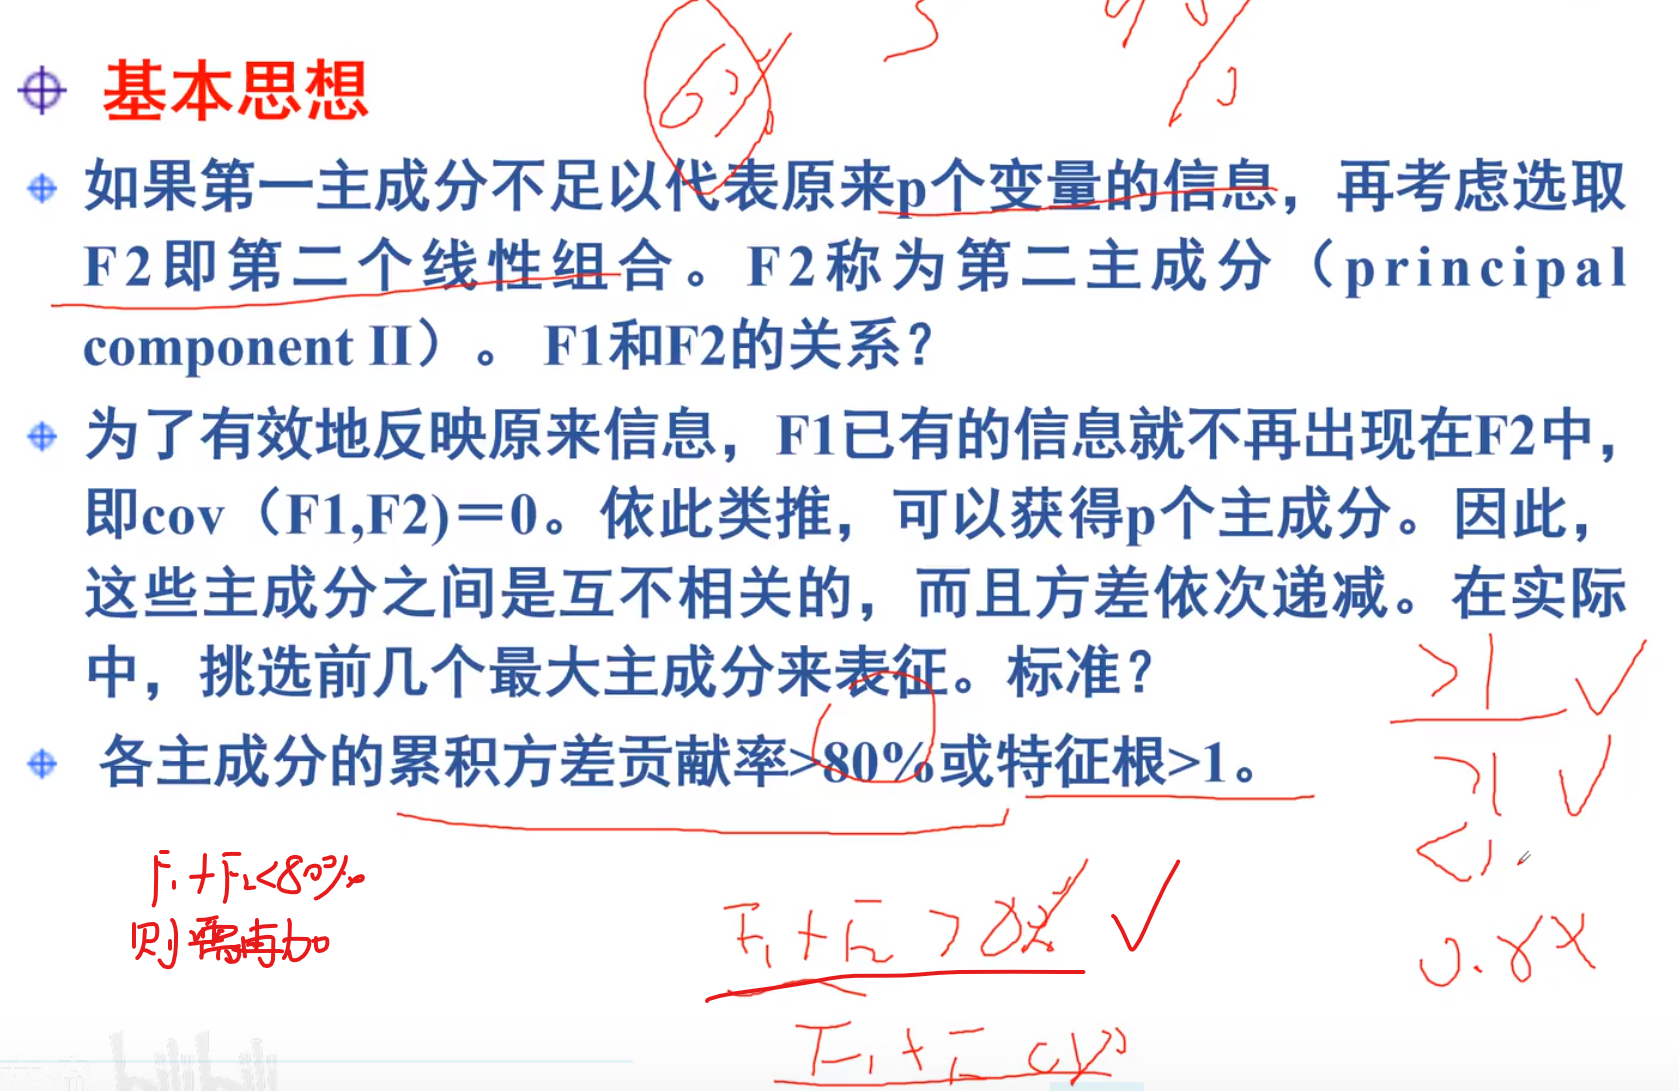 基本思想
如果第一主成分不足以代表原来p个变量的信息，再考虑选取
F2即第二个线性组合。F2称为第二主成分（principal
component II）。 F1和F2的关系？
为了有效地反映原来信息，F1已有的信息就不再出现在F2中，
即cov（F1,F2)＝0。依此类推，可以获得p个主成分。因此，
这些主成分之间是互不相关的，而且方差依次递减。在实际
中，挑选前几个最大主成分来表征。标准？
>1 ✓
各主成分的累积方差贡献率>80%或特征根>1。
>1 ✓
<1
F1+F2<80%
则需再加
F1+F2>
0.8 ×
F1+F
bilibili